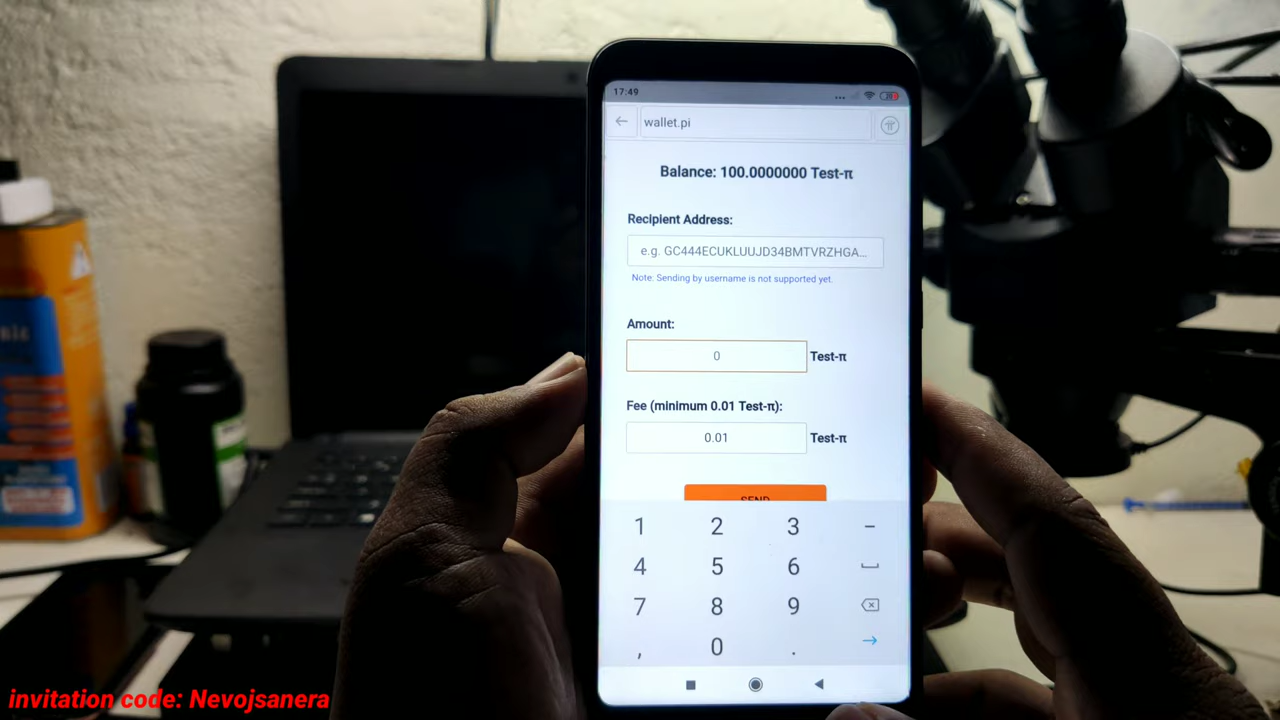 17:49
wallet.pi
Balance: 100.0000000 Test-π
Recipient Address:
e.g. GC444ECUKLUUJD34BMTVRZHGA...
Note: Sending by username is not supported yet.
Amount:
0 Test-π
Fee (minimum 0.01 Test-π):
0.01 Test-π
SEND
1 2 3 –
4 5 6
7 8 9
, 0 .
invitation code: Nevojsanera